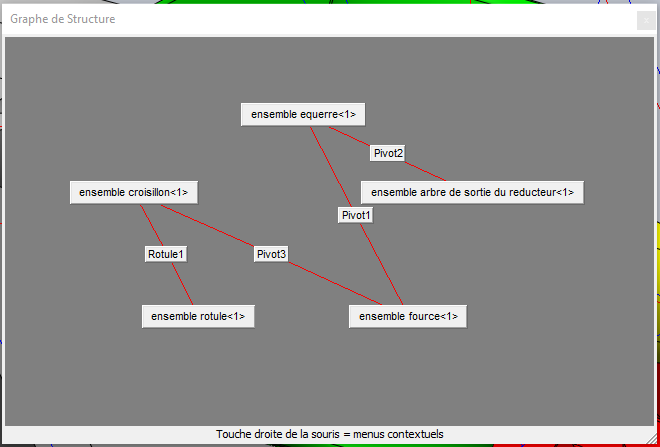 Graphe de Structure
ensemble equerre<1>
Pivot2
ensemble croisillon<1>
ensemble arbre de sortie du reducteur<1>
Pivot1
Rotule1
Pivot3
ensemble rotule<1>
ensemble fource<1>
Touche droite de la souris = menus contextuels